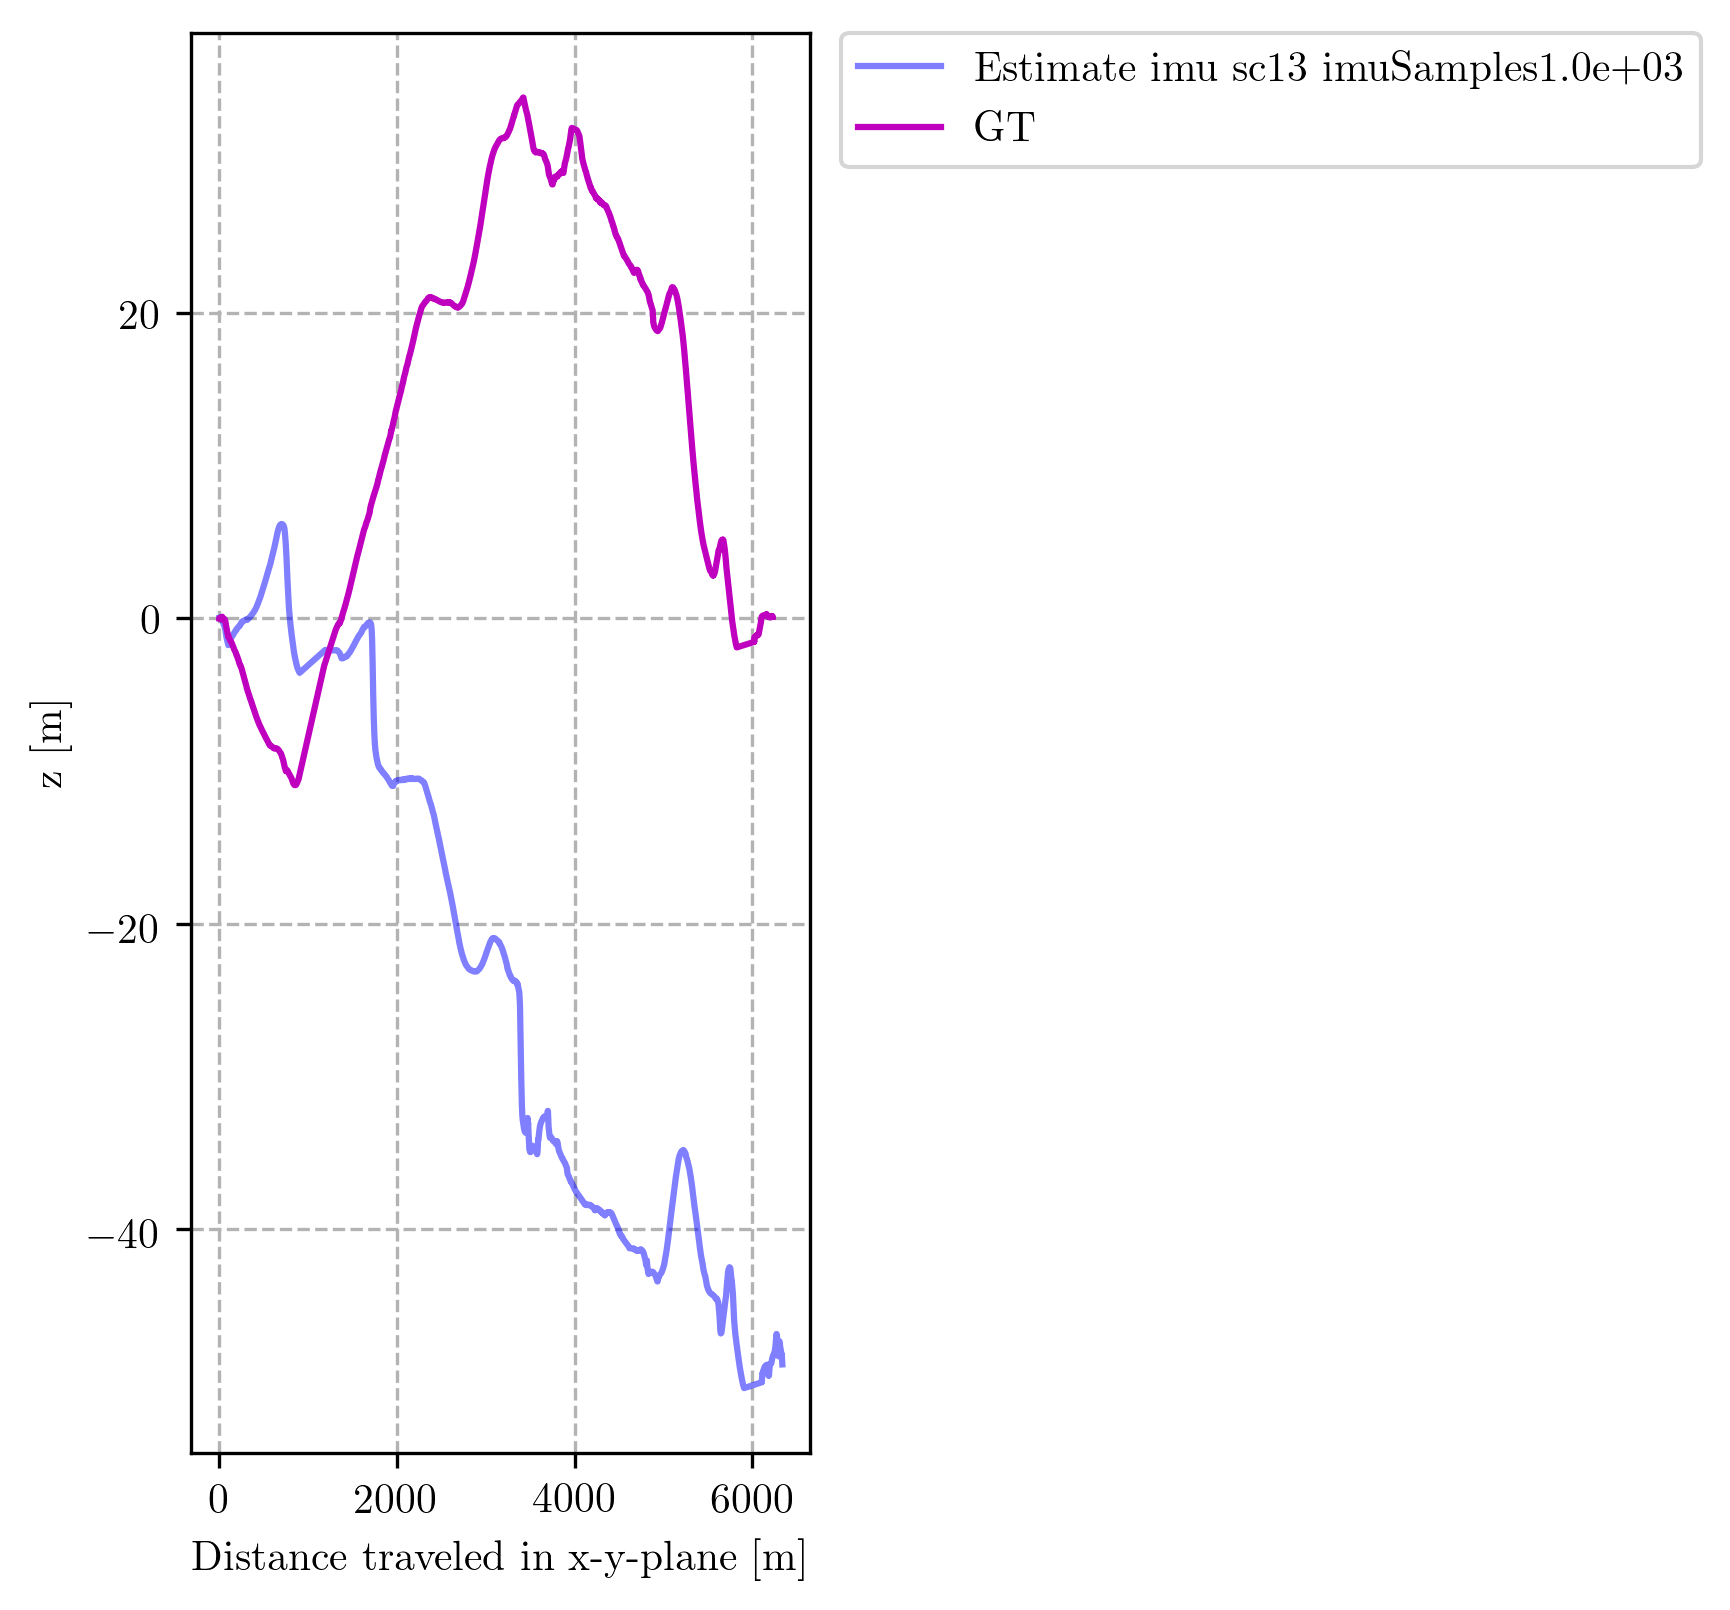 Estimate imu sc13 imuSamples1.0e+03
GT
20
0
−20
−40
z [m]
0 2000 4000 6000
Distance traveled in x-y-plane [m]